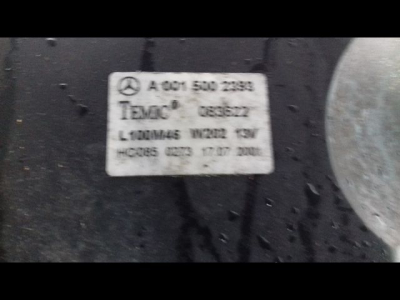 A 001 500 2393
TEMIC® 083622
L100M46 W202 13V
HC085 0273 17 07 2001